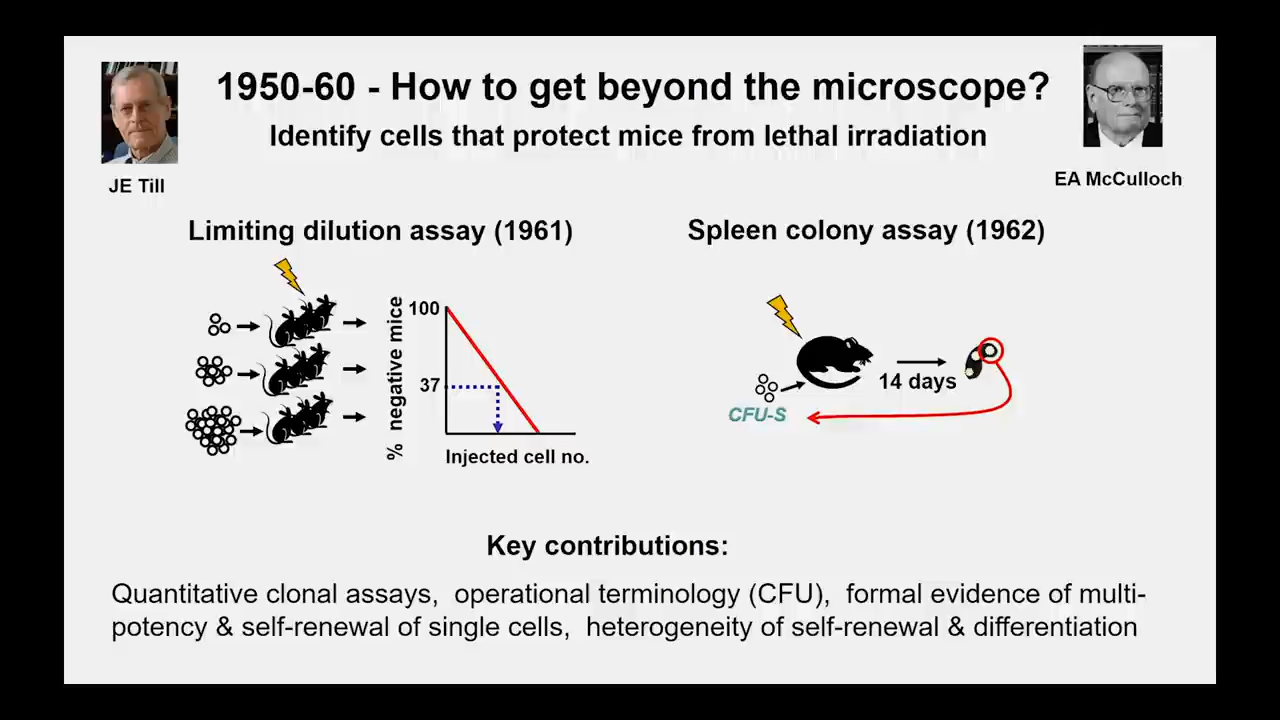 1950-60 - How to get beyond the microscope?
Identify cells that protect mice from lethal irradiation
JE Till
EA McCulloch
Limiting dilution assay (1961)
Spleen colony assay (1962)
% negative mice
100
37
Injected cell no.
14 days
CFU-S
Key contributions:
Quantitative clonal assays, operational terminology (CFU), formal evidence of multi-
potency & self-renewal of single cells, heterogeneity of self-renewal & differentiation